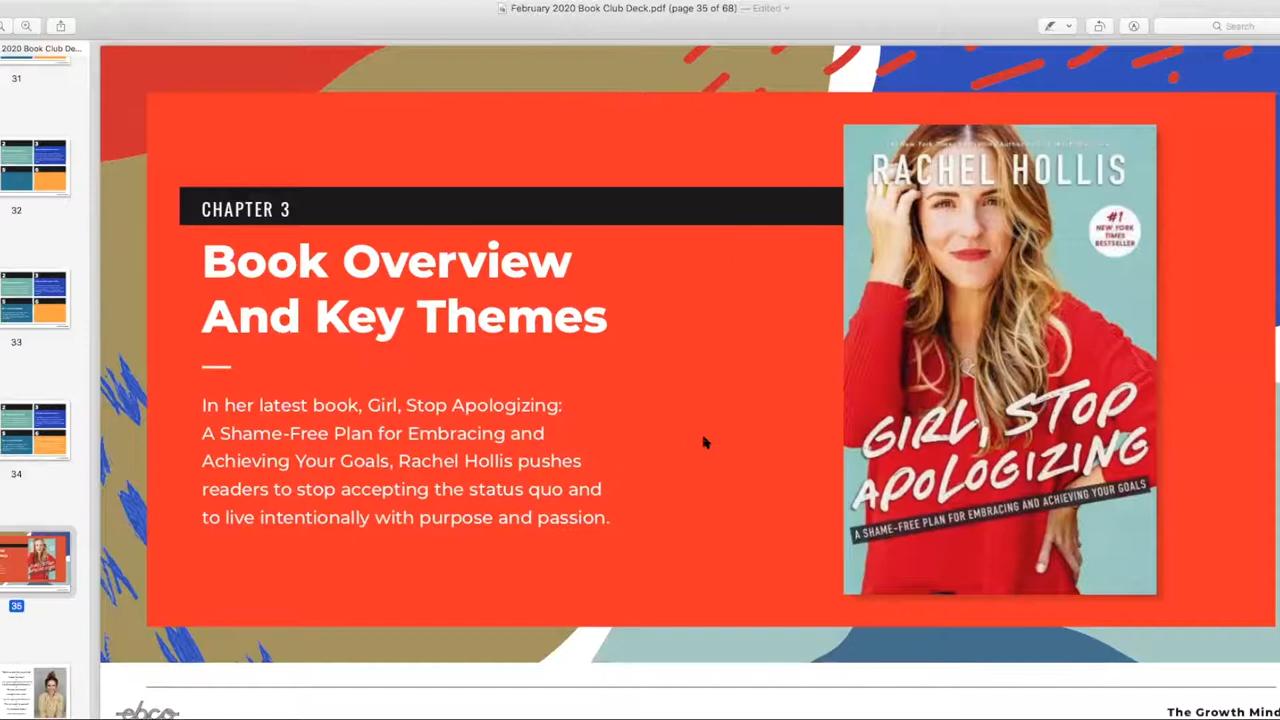 February 2020 Book Club Deck.pdf (page 35 of 68) — Edited
Search
2020 Book Club De...
31
32
33
34
35
CHAPTER 3
Book Overview
And Key Themes
In her latest book, Girl, Stop Apologizing:
A Shame-Free Plan for Embracing and
Achieving Your Goals, Rachel Hollis pushes
readers to stop accepting the status quo and
to live intentionally with purpose and passion.
RACHEL HOLLIS
#1
NEW YORK
TIMES
BESTSELLER
GIRL, STOP
APOLOGIZING
A SHAME-FREE PLAN FOR EMBRACING AND ACHIEVING YOUR GOALS
ebco
The Growth Mind